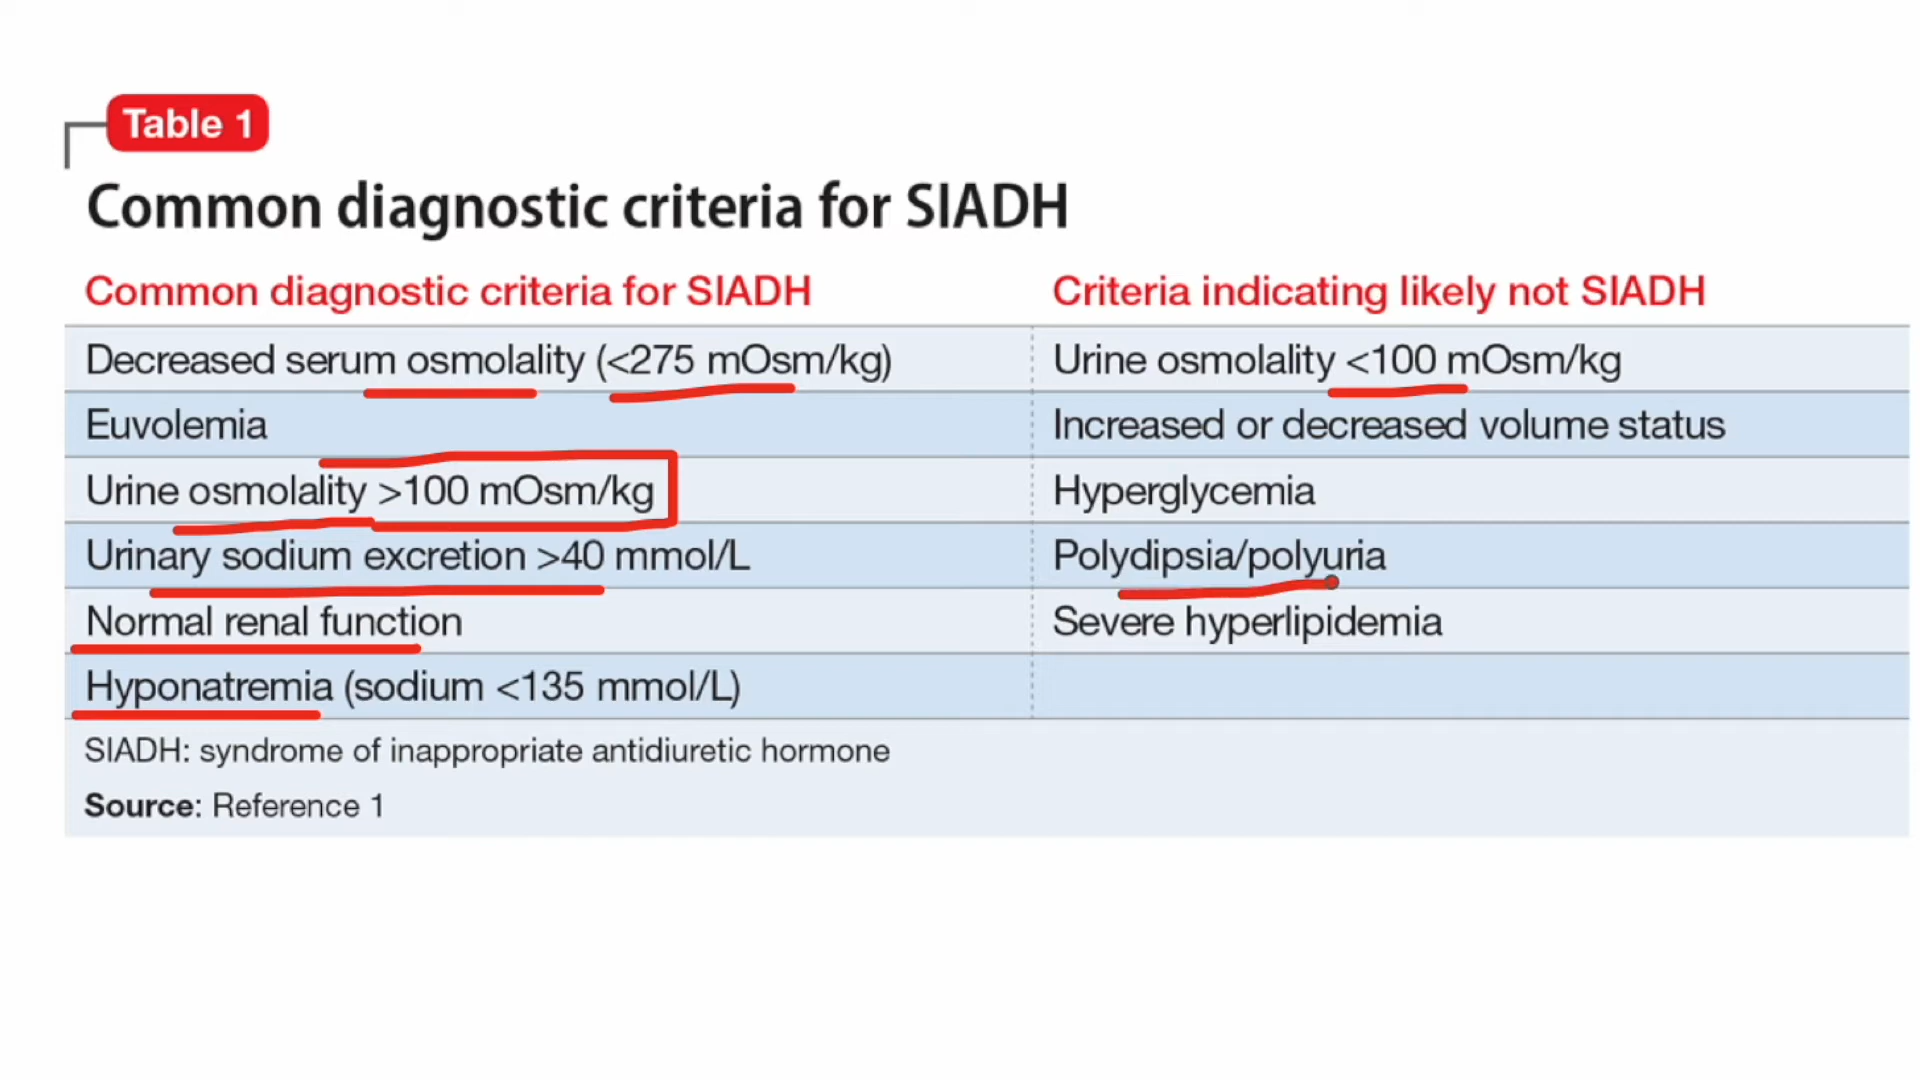 Table 1
Common diagnostic criteria for SIADH
Common diagnostic criteria for SIADH Criteria indicating likely not SIADH
Decreased serum osmolality (<275 mOsm/kg) Urine osmolality <100 mOsm/kg
Euvolemia Increased or decreased volume status
Urine osmolality >100 mOsm/kg Hyperglycemia
Urinary sodium excretion >40 mmol/L Polydipsia/polyuria
Normal renal function Severe hyperlipidemia
Hyponatremia (sodium <135 mmol/L)
SIADH: syndrome of inappropriate antidiuretic hormone
Source: Reference 1